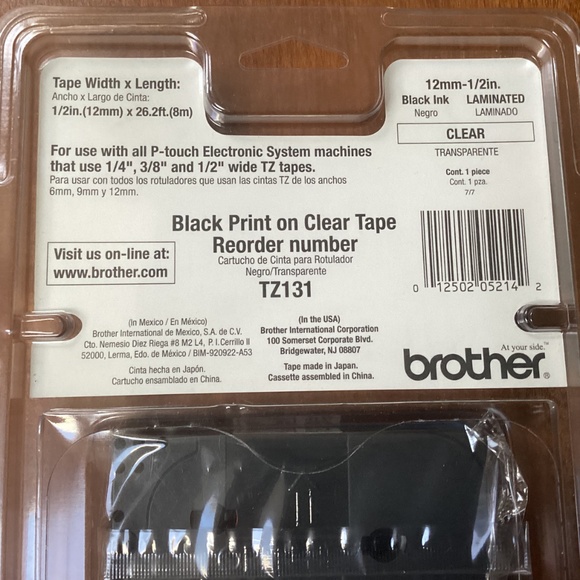 Tape Width x Length:
Ancho x Largo de Cinta:
1/2in.(12mm) x 26.2ft.(8m)
12mm-1/2in.
Black Ink LAMINATED
Negro LAMINADO
CLEAR
TRANSPARENTE
Cont. 1 piece
Cont. 1 pza.
7/7
For use with all P-touch Electronic System machines
that use 1/4", 3/8" and 1/2" wide TZ tapes.
Para usar con todos los rotuladores que usan las cintas TZ de los anchos
6mm, 9mm y 12mm.
Black Print on Clear Tape
Reorder number
Cartucho de Cinta para Rotulador
Negro/Transparente
TZ131
Visit us on-line at:
www.brother.com
0 12502 05214 2
(In Mexico / En México)
Brother International de Mexico, S.A. de C.V.
Cto. Nemesio Diez Riega #8 M2 L4, P. I.Cerrillo II
52000, Lerma, Edo. de México / BIM-920922-A53
Cinta hecha en Japón.
Cartucho ensamblado en China.
(In the USA)
Brother International Corporation
100 Somerset Corporate Blvd.
Bridgewater, NJ 08807
Tape made in Japan.
Cassette assembled in China.
At your side.™
brother®